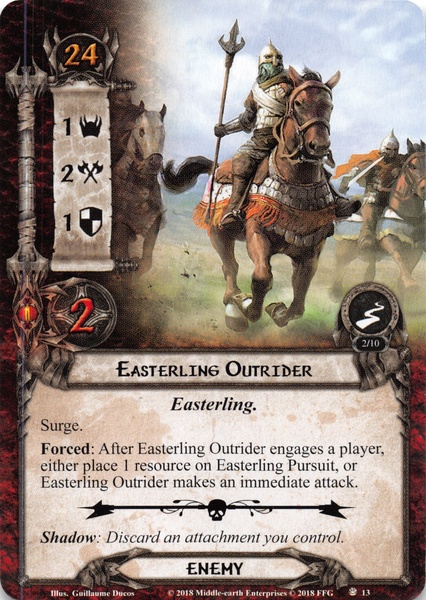 24
1
2
1
2
2/10
Easterling Outrider
Easterling.
Surge.
Forced: After Easterling Outrider engages a player,
either place 1 resource on Easterling Pursuit, or
Easterling Outrider makes an immediate attack.
Shadow: Discard an attachment you control.
ENEMY
Illus. Guillaume Ducos © 2018 Middle-earth Enterprises © 2018 FFG 13